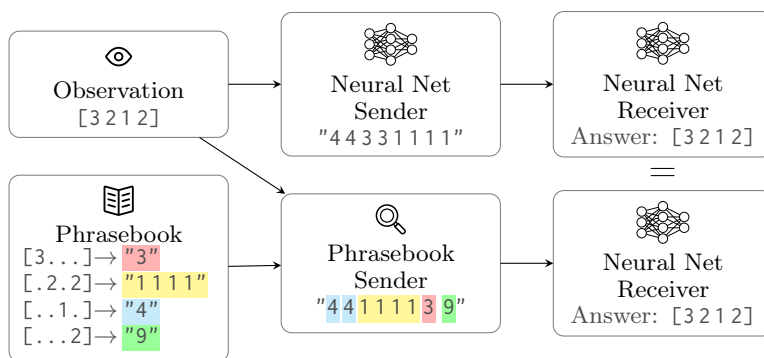 Observation
[3 2 1 2]
Neural Net
Sender
"4 4 3 3 1 1 1 1"
Neural Net
Receiver
Answer: [3 2 1 2]
=
Phrasebook
[3...]→"3"
[.2.2]→"1 1 1 1"
[..1.]→"4"
[...2]→"9"
Phrasebook
Sender
"4 4 1 1 1 1 3 9"
Neural Net
Receiver
Answer: [3 2 1 2]